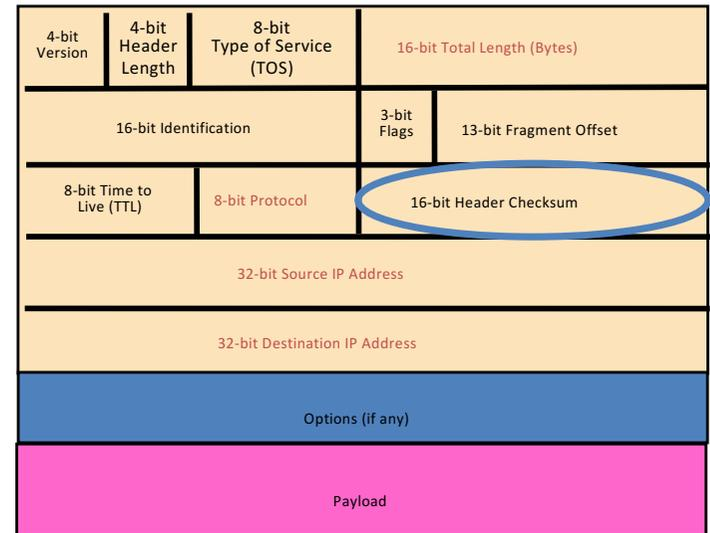 4-bit
Version
4-bit
Header
Length
8-bit
Type of Service
(TOS)
16-bit Total Length (Bytes)
16-bit Identification
3-bit
Flags
13-bit Fragment Offset
8-bit Time to
Live (TTL)
8-bit Protocol
16-bit Header Checksum
32-bit Source IP Address
32-bit Destination IP Address
Options (if any)
Payload